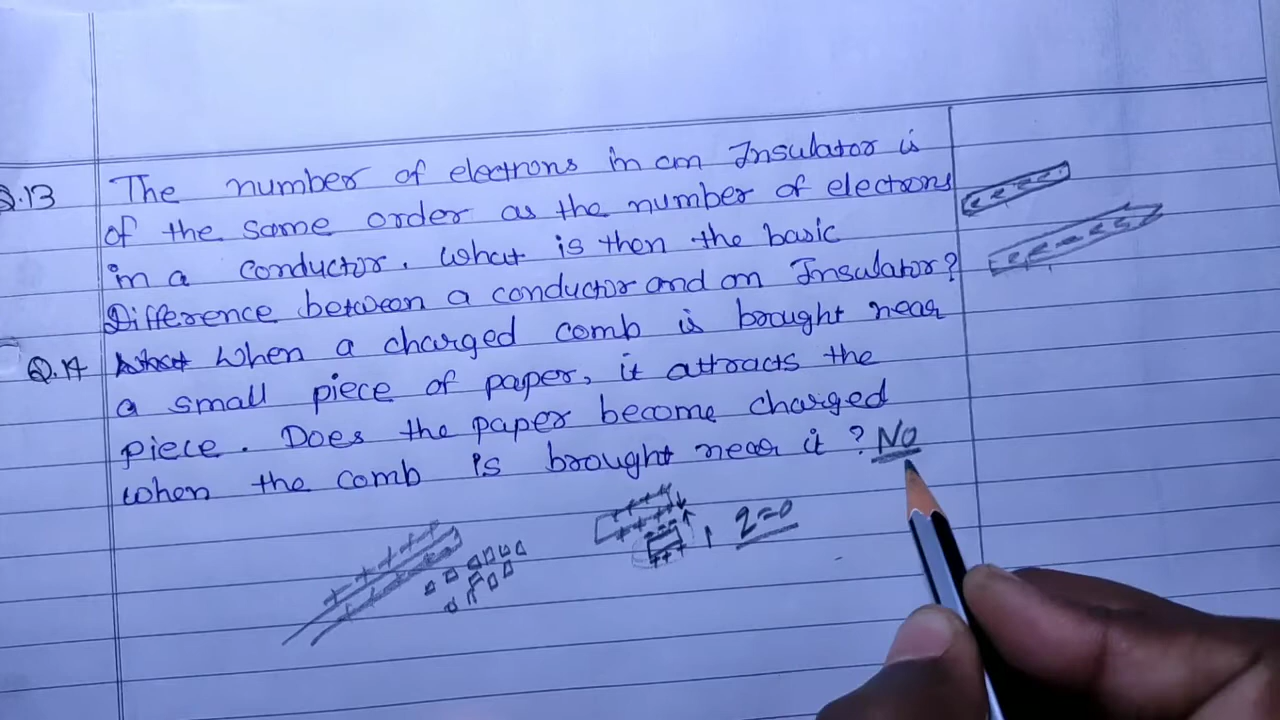 Q.13 The number of electrons in an Insulator is
of the same order as the number of electrons
in a conductor. What is then the basic
Difference between a conductor and an Insulator?
Q.14 When a charged comb is brought near
a small piece of paper, it attracts the
piece. Does the paper become charged
when the comb is brought near it? No
q=0